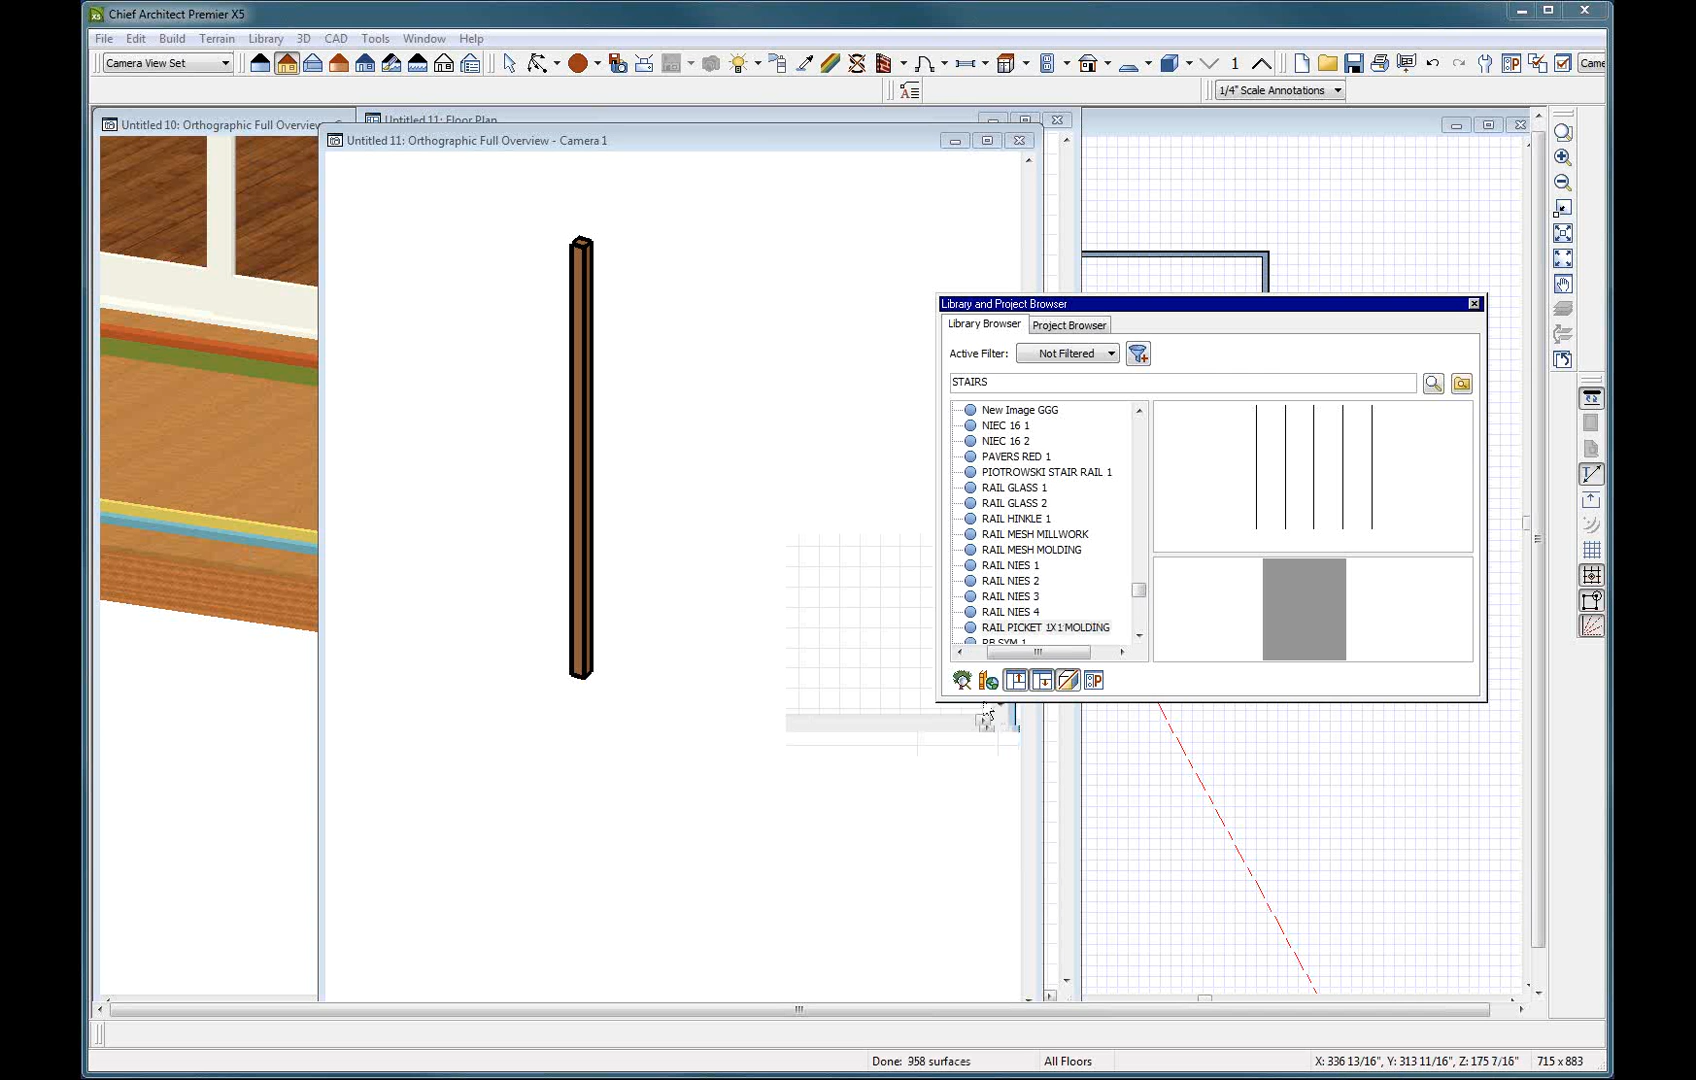 Chief Architect Premier X5
File Edit Build Terrain Library 3D CAD Tools Window Help
Camera View Set
1
Came
1/4" Scale Annotations
Untitled 10: Orthographic Full Overview - C
Untitled 11: Floor Plan
Untitled 11: Orthographic Full Overview - Camera 1
Library and Project Browser
Library Browser Project Browser
Active Filter: Not Filtered
STAIRS
New Image GGG
NIEC 16 1
NIEC 16 2
PAVERS RED 1
PIOTROWSKI STAIR RAIL 1
RAIL GLASS 1
RAIL GLASS 2
RAIL HINKLE 1
RAIL MESH MILLWORK
RAIL MESH MOLDING
RAIL NIES 1
RAIL NIES 2
RAIL NIES 3
RAIL NIES 4
RAIL PICKET 1X1 MOLDING
Done: 958 surfaces All Floors X: 336 13/16", Y: 313 11/16", Z: 175 7/16" 715 x 883